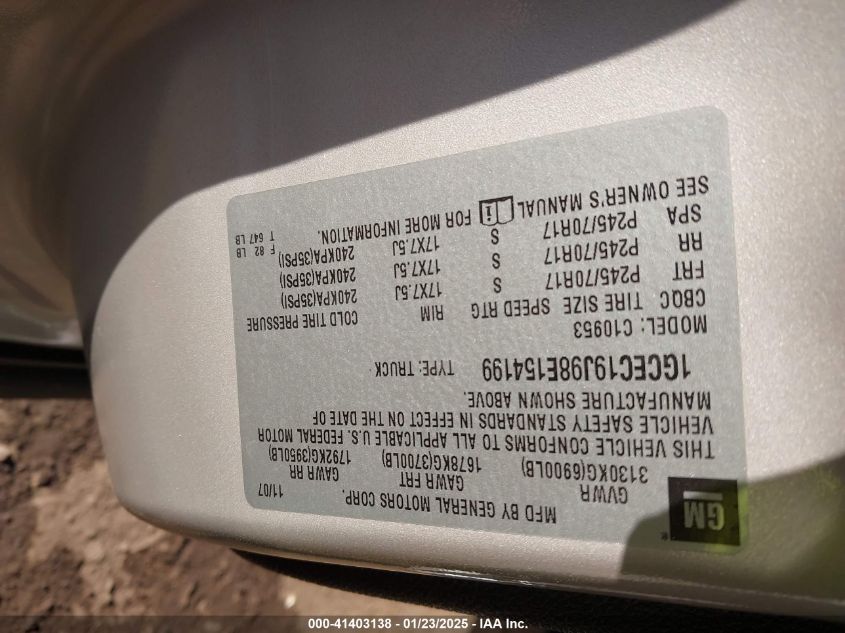 GM
MFD BY GENERAL MOTORS CORP.
11/07
GVWR GAWR FRT GAWR RR
3130KG(6900LB) 1678KG(3700LB) 1792KG(3950LB)
THIS VEHICLE CONFORMS TO ALL APPLICABLE U.S. FEDERAL MOTOR
VEHICLE SAFETY STANDARDS IN EFFECT ON THE DATE OF
MANUFACTURE SHOWN ABOVE.
1GCEC19J98E154199 TYPE: TRUCK
MODEL: C10953
CBQC TIRE SIZE SPEED RTG RIM COLD TIRE PRESSURE
FRT P245/70R17 S 17X7.5J 240KPA(35PSI)
RR P245/70R17 S 17X7.5J 240KPA(35PSI)
SPA P245/70R17 S 17X7.5J 240KPA(35PSI)
SEE OWNER'S MANUAL FOR MORE INFORMATION.
F 82 LB
T 647 LB
000-41403138 — 01/23/2025 — IAA Inc.